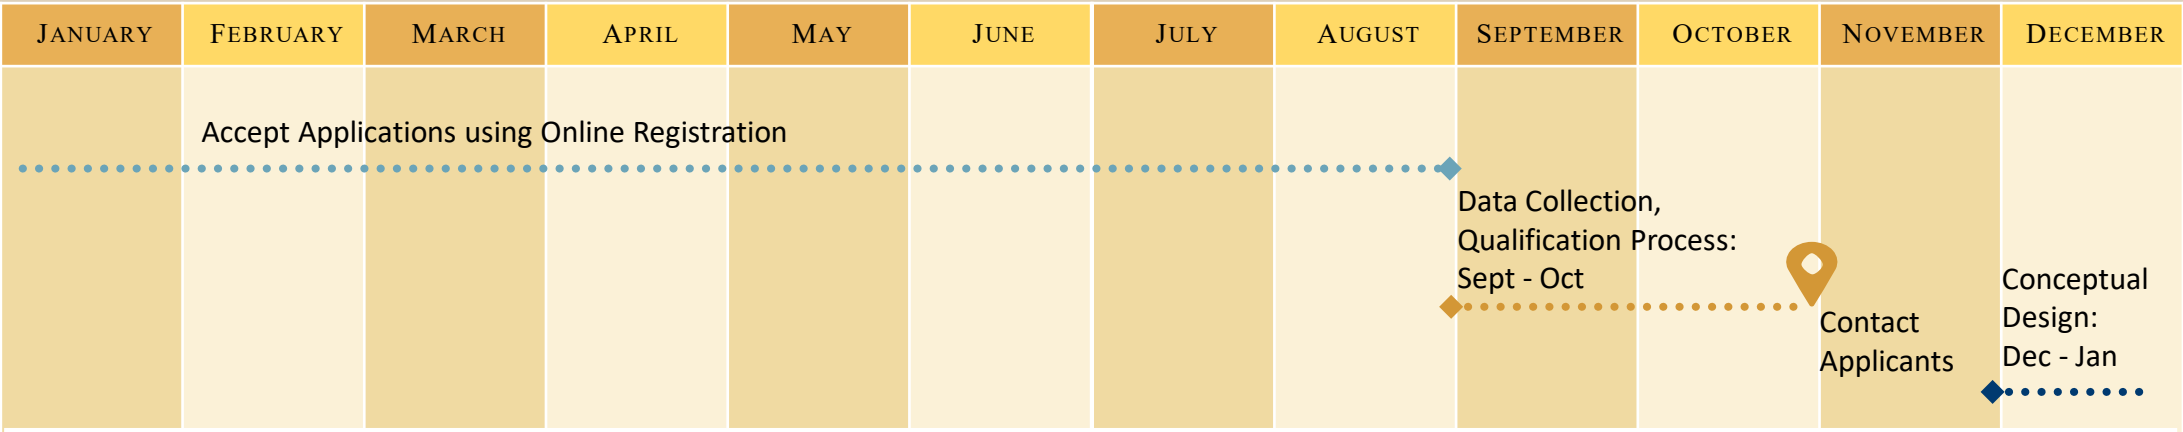 JANUARY FEBRUARY MARCH APRIL MAY JUNE JULY AUGUST SEPTEMBER OCTOBER NOVEMBER DECEMBER
Accept Applications using Online Registration
Data Collection,
Qualification Process:
Sept - Oct
Contact
Applicants
Conceptual
Design:
Dec - Jan